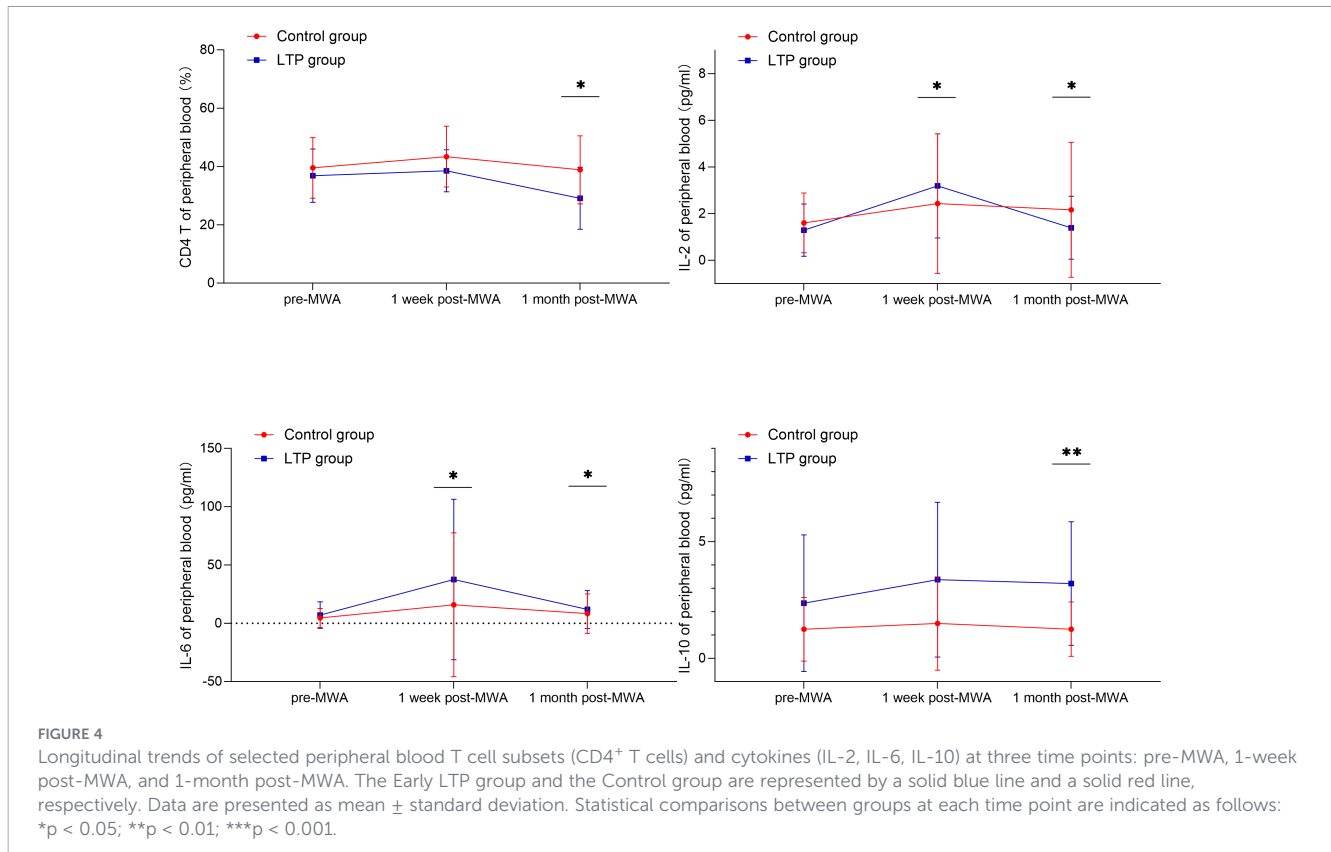 Control group
LTP group
CD4 T of peripheral blood (%)
80
60
40
20
0
*
pre-MWA
1 week post-MWA
1 month post-MWA
Control group
LTP group
IL-2 of peripheral blood (pg/ml)
8
6
4
2
0
*
*
pre-MWA
1 week post-MWA
1 month post-MWA
Control group
LTP group
IL-6 of peripheral blood (pg/ml)
150
100
50
0
-50
*
*
pre-MWA
1 week post-MWA
1 month post-MWA
Control group
LTP group
IL-10 of peripheral blood (pg/ml)
5
0
**
pre-MWA
1 week post-MWA
1 month post-MWA
FIGURE 4
Longitudinal trends of selected peripheral blood T cell subsets (CD4⁺ T cells) and cytokines (IL-2, IL-6, IL-10) at three time points: pre-MWA, 1-week
post-MWA, and 1-month post-MWA. The Early LTP group and the Control group are represented by a solid blue line and a solid red line,
respectively. Data are presented as mean ± standard deviation. Statistical comparisons between groups at each time point are indicated as follows:
*p < 0.05; **p < 0.01; ***p < 0.001.